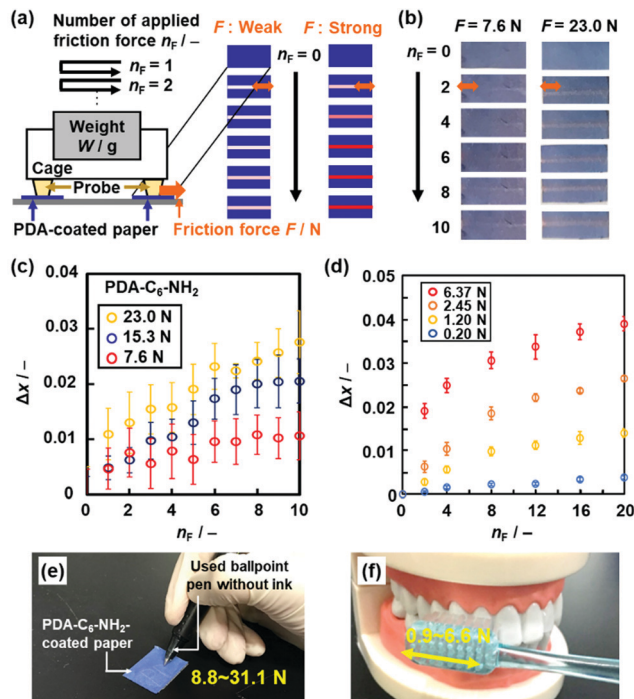 (a)
Number of applied
friction force nF / –
nF = 1
nF = 2
Weight
W / g
Cage
Probe
PDA-coated paper
Friction force F / N
F : Weak
F : Strong
nF = 0
(b)
F = 7.6 N
F = 23.0 N
nF = 0
2
4
6
8
10
(c)
PDA-C6-NH2
23.0 N
15.3 N
7.6 N
0.04
0.03
0.02
0.01
0
Δx / –
0
2
4
6
8
10
nF / –
(d)
6.37 N
2.45 N
1.20 N
0.20 N
0.05
0.04
0.03
0.02
0.01
0
Δx / –
0
4
8
12
16
20
nF / –
(e)
Used ballpoint
pen without ink
PDA-C6-NH2-
coated paper
8.8~31.1 N
(f)
0.9~6.6 N